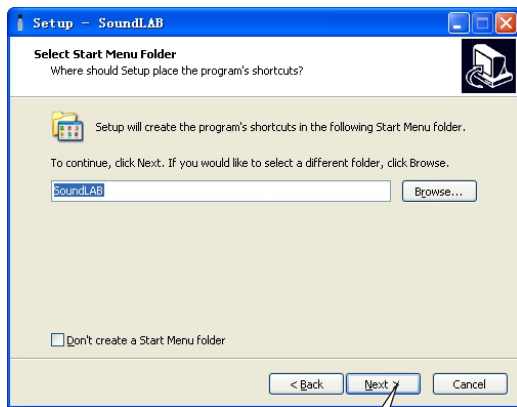 Setup - SoundLAB
Select Start Menu Folder
Where should Setup place the program's shortcuts?
Setup will create the program's shortcuts in the following Start Menu folder.
To continue, click Next. If you would like to select a different folder, click Browse.
SoundLAB
Browse...
Don't create a Start Menu folder
< Back
Next >
Cancel